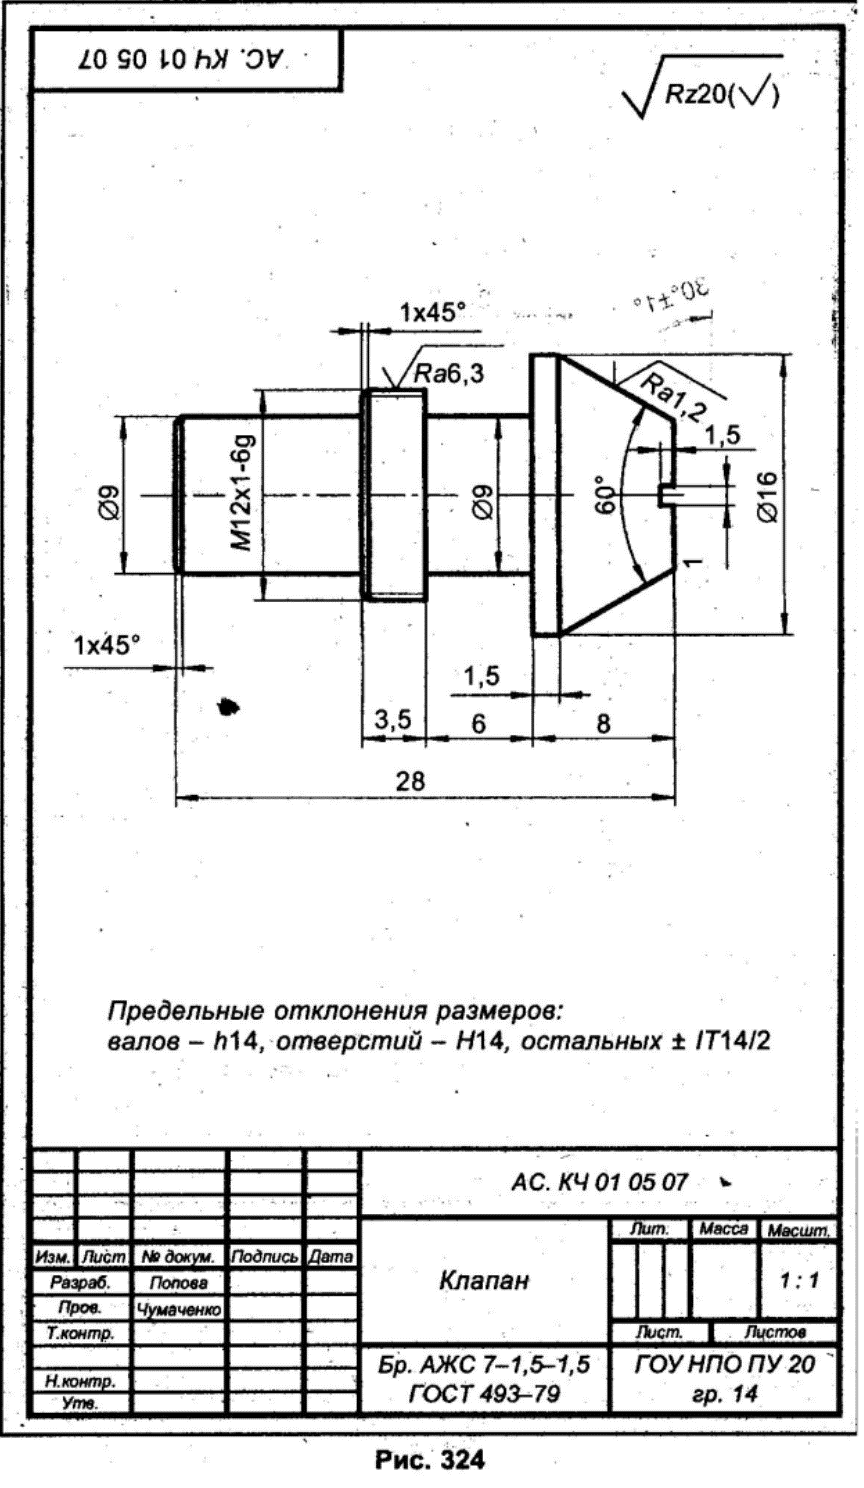 АС. КЧ 01 05 07
Rz20(√)
30°±1°
1x45°
Ra6,3
Ra1,2
1,5
Ø9
M12x1-6g
Ø9
60°
Ø16
1
1x45°
1,5
3,5 6 8
28
Предельные отклонения размеров:
валов – h14, отверстий – H14, остальных ± IT14/2
АС. КЧ 01 05 07
Лит. Масса Масшт.
Изм. Лист № докум. Подпись Дата
Разраб. Попова
Клапан
1 : 1
Пров. Чумаченко
Т.контр.
Лист. Листов
Бр. АЖС 7–1,5–1,5
ГОСТ 493–79
ГОУ НПО ПУ 20
гр. 14
Н.контр.
Утв.
Рис. 324